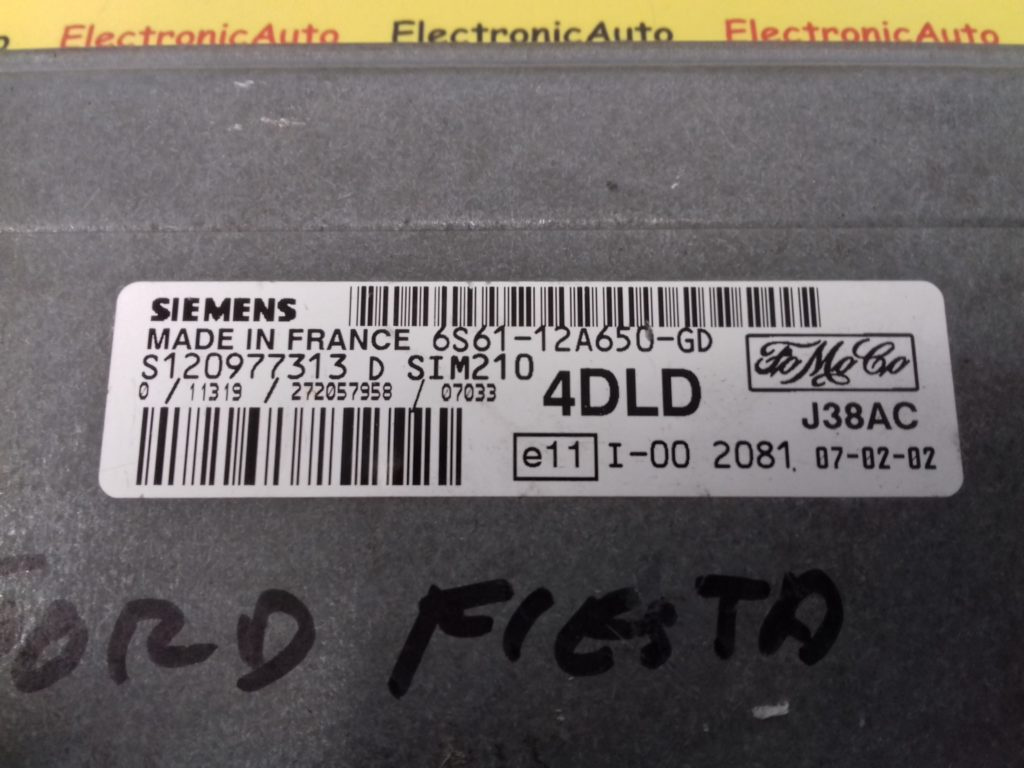 ElectronicAuto ElectronicAuto ElectronicAuto
SIEMENS
MADE IN FRANCE 6S61-12A650-GD
S120977313 D SIM210
0 / 11319 / 272057958 / 07033
4DLD
FoMoCo
J38AC
e11 I-00 2081. 07-02-02
FORD FIESTA